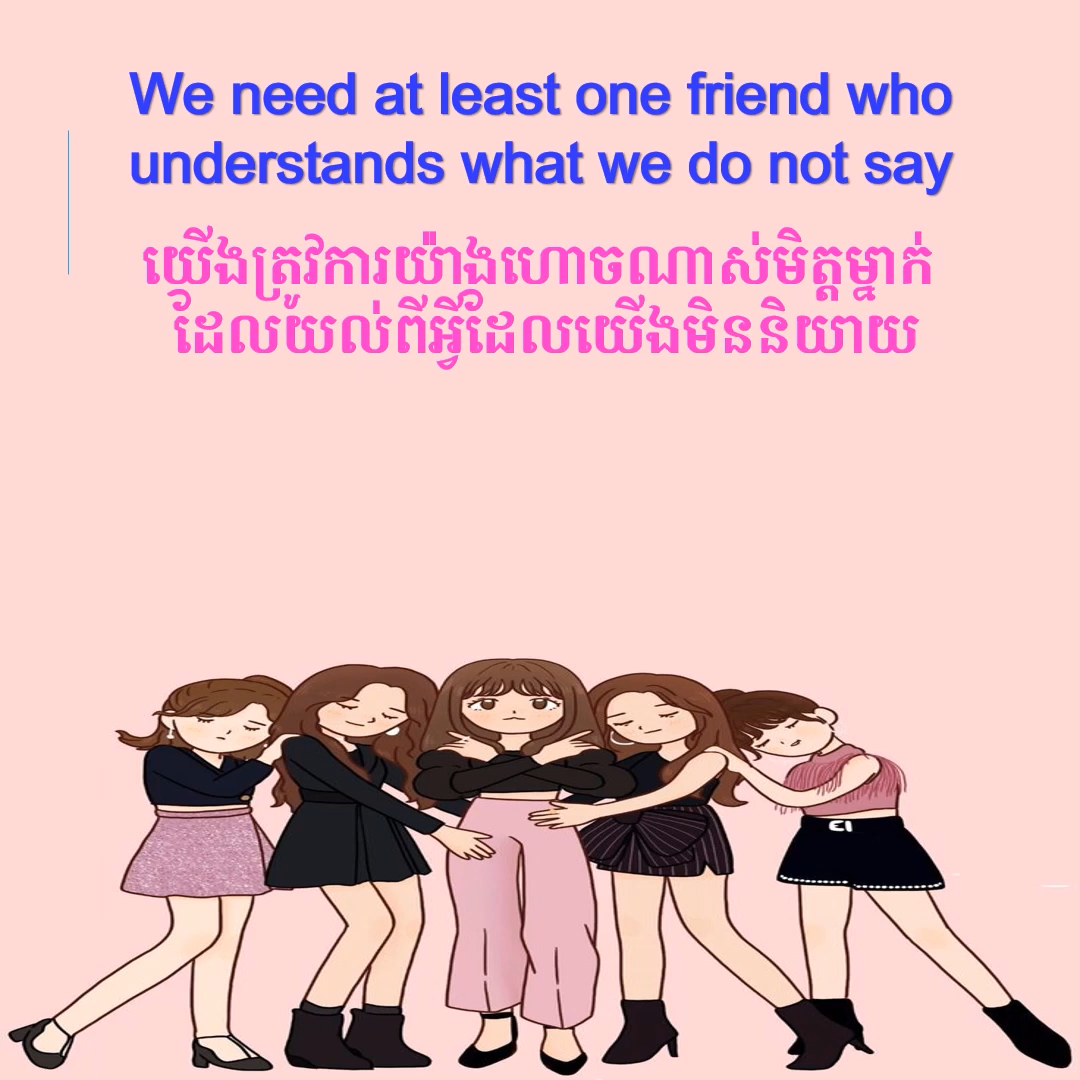 We need at least one friend who
understands what we do not say
យើងត្រូវការយ៉ាងហោចណាស់មិត្តម្នាក់
ដែលយល់ពីអ្វីដែលយើងមិននិយាយ